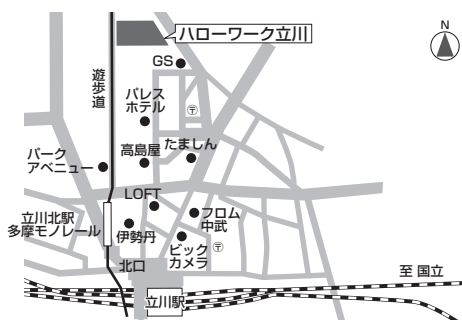 ハローワーク立川
N
GS
遊歩道
パレス
ホテル
〒
高島屋
たましん
パーク
アベニュー
LOFT
立川北駅
多摩モノレール
伊勢丹
フロム
中武
ビック
カメラ
〒
北口
至 国立
立川駅